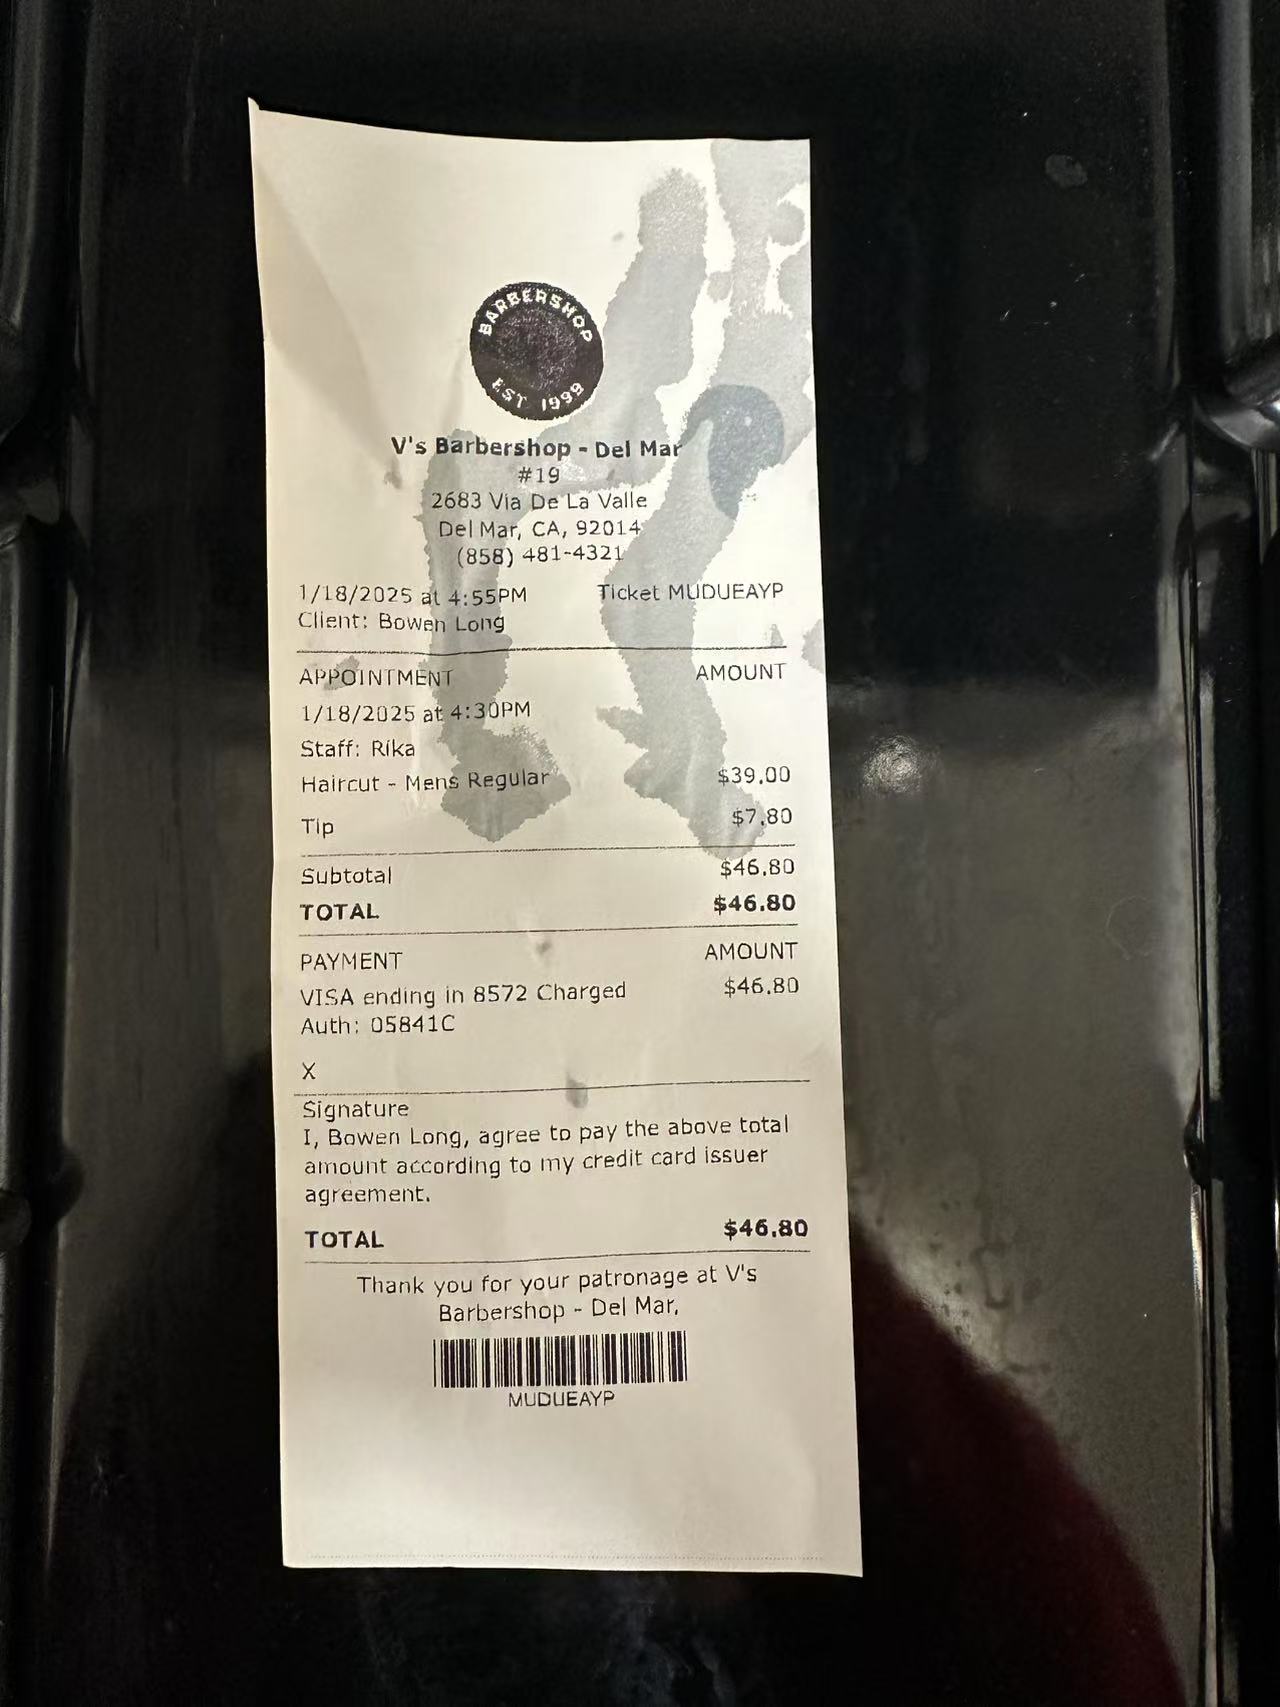 BARBERSHOP
EST 1999
V's Barbershop - Del Mar
#19
2683 Via De La Valle
Del Mar, CA, 92014
(858) 481-4321
1/18/2025 at 4:55PM Ticket MUDUEAYP
Client: Bowen Long
APPOINTMENT AMOUNT
1/18/2025 at 4:30PM
Staff: Rika
Haircut - Mens Regular $39.00
Tip $7.80
Subtotal $46.80
TOTAL $46.80
PAYMENT AMOUNT
VISA ending in 8572 Charged $46.80
Auth: 05841C
X
Signature
I, Bowen Long, agree to pay the above total
amount according to my credit card issuer
agreement.
TOTAL $46.80
Thank you for your patronage at V's
Barbershop - Del Mar,
MUDUEAYP